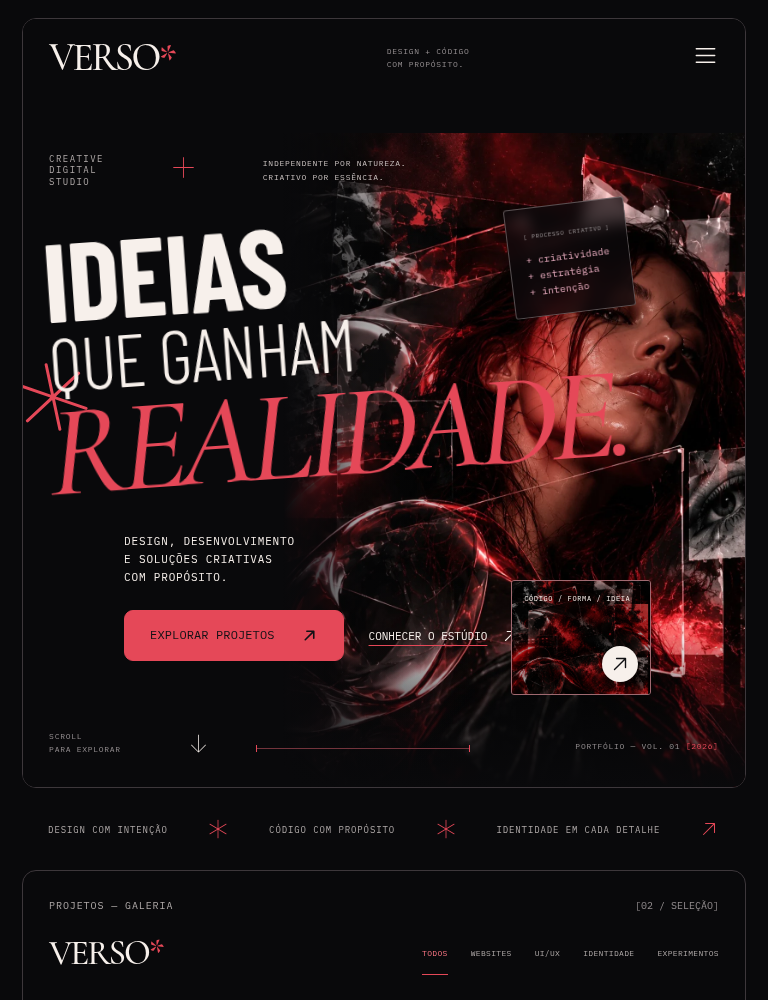 VERSO*
DESIGN + CÓDIGO
COM PROPÓSITO.
CREATIVE
DIGITAL
STUDIO
INDEPENDENTE POR NATUREZA.
CRIATIVO POR ESSÊNCIA.
[ PROCESSO CRIATIVO ]
+ criatividade
+ estratégia
+ intenção
IDEIAS
QUE GANHAM
REALIDADE.
DESIGN, DESENVOLVIMENTO
E SOLUÇÕES CRIATIVAS
COM PROPÓSITO.
EXPLORAR PROJETOS
CONHECER O ESTÚDIO
CÓDIGO / FORMA / IDEIA
SCROLL
PARA EXPLORAR
PORTFÓLIO — VOL. 01 [2026]
DESIGN COM INTENÇÃO
CÓDIGO COM PROPÓSITO
IDENTIDADE EM CADA DETALHE
PROJETOS — GALERIA
[02 / SELEÇÃO]
VERSO*
TODOS
WEBSITES
UI/UX
IDENTIDADE
EXPERIMENTOS